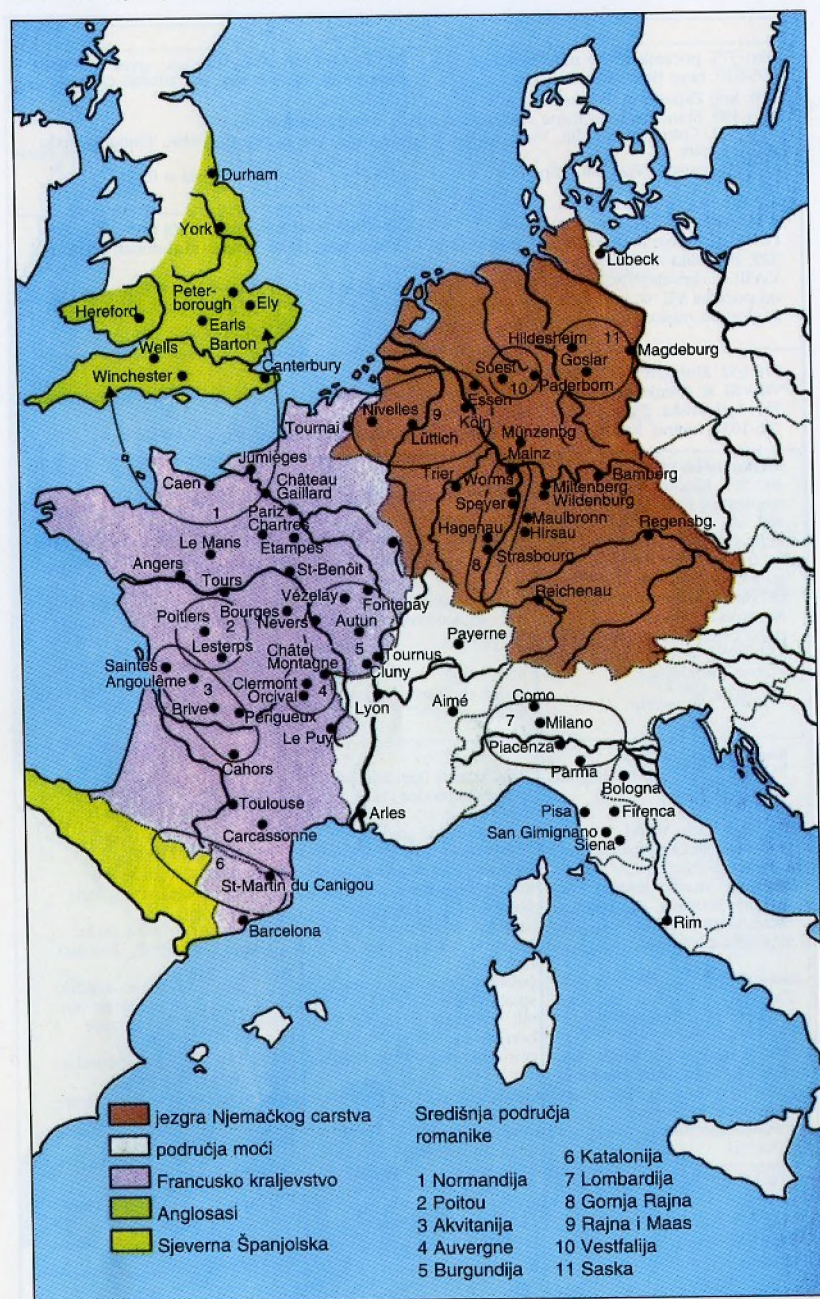 Durham
York
Peter-
borough
Ely
Hereford
Earls
Barton
Wells
Winchester
Canterbury
Lübeck
Hildesheim
11
Magdeburg
Goslar
Soest
10
Paderborn
Essen
Nivelles
9
Köln
Tournai
Lüttich
Münzenbg
Mainz
Jumièges
Trier
Worms
Bamberg
Caen
Château
Gaillard
Miltenberg
Wildenburg
Speyer
1
Pariz
Chartres
Maulbronn
Hagenau
Hirsau
Regensbg.
Le Mans
Etampes
Strasbourg
8
Angers
St-Benôit
Tours
Vézelay
Fontenay
Reichenau
Bourges
Poitiers
2
Nevers
Autun
Payerne
5
Lesterps
Châtel
Montagne
Tournus
Cluny
Saintes
Angoulême
Clermont
4
Orcival
3
Lyon
Aimé
Como
Brive
Périgueux
7
Milano
Le Puy
Piacenza
Cahors
Parma
Bologna
Toulouse
Arles
Pisa
Firenca
Carcassonne
San Gimignano
Siena
6
St-Martin du Canigou
Barcelona
Rim
jezgra Njemačkog carstva
područja moći
Francusko kraljevstvo
Anglosasi
Sjeverna Španjolska
Središnja područja
romanike
1 Normandija
2 Poitou
3 Akvitanija
4 Auvergne
5 Burgundija
6 Katalonija
7 Lombardija
8 Gornja Rajna
9 Rajna i Maas
10 Vestfalija
11 Saska